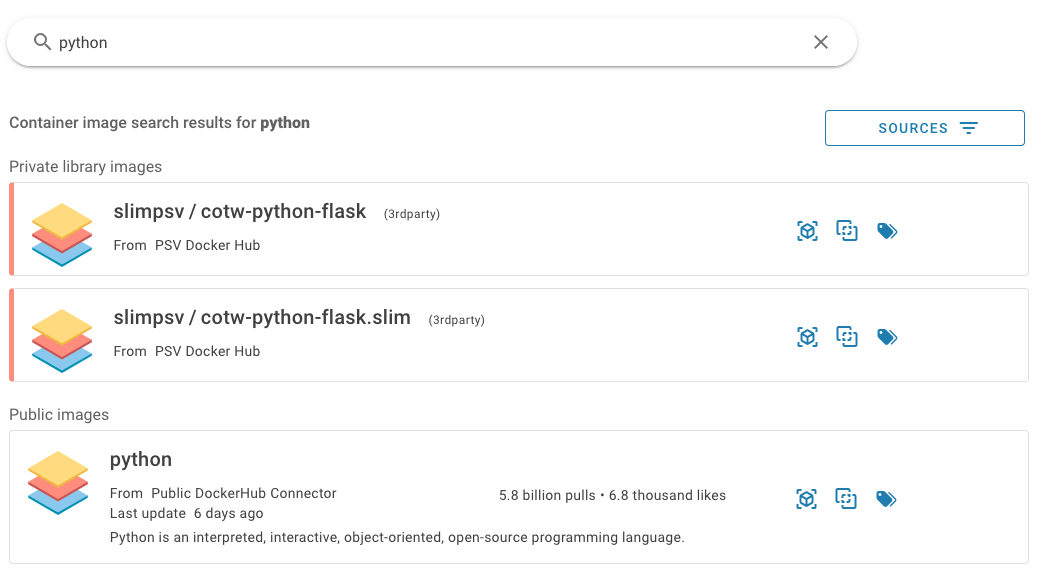 python
Container image search results for python
SOURCES
Private library images
slimpsv / cotw-python-flask (3rdparty)
From PSV Docker Hub
slimpsv / cotw-python-flask.slim (3rdparty)
From PSV Docker Hub
Public images
python
From Public DockerHub Connector
5.8 billion pulls • 6.8 thousand likes
Last update 6 days ago
Python is an interpreted, interactive, object-oriented, open-source programming language.